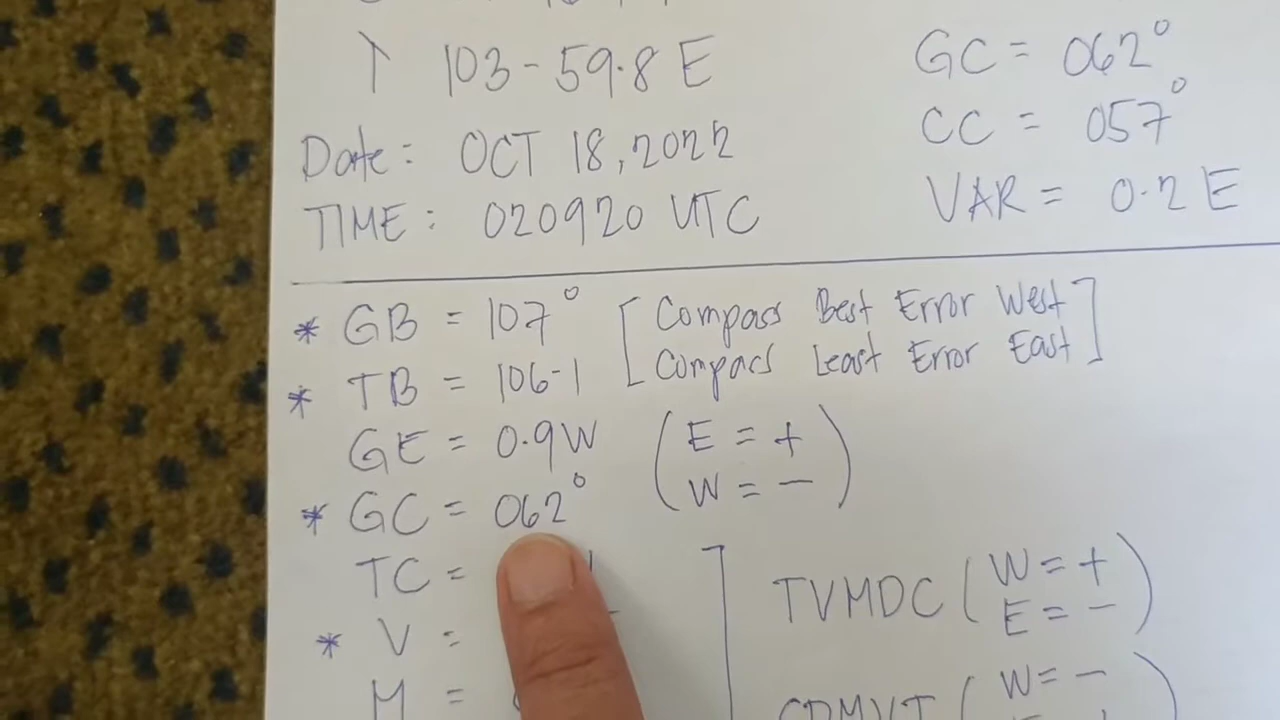 λ 103-59.8 E
GC = 062°
Date: OCT 18, 2022
CC = 057°
TIME: 020920 UTC
VAR = 0.2 E
* GB = 107° [Compass Best Error West
* TB = 106-1 Compass Least Error East]
GE = 0.9W (E = +
W = -)
* GC = 062°
TC =
TVMDC (W = +
E = -)
* V =
M =
CDMVT (W = -